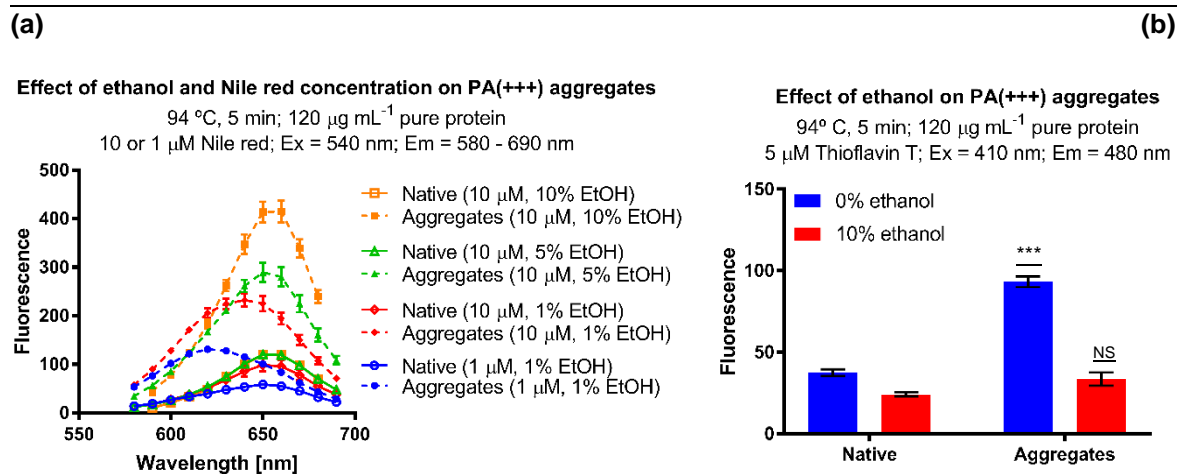 (a)
Effect of ethanol and Nile red concentration on PA(+++) aggregates
94 ºC, 5 min; 120 μg mL⁻¹ pure protein
10 or 1 μM Nile red; Ex = 540 nm; Em = 580 - 690 nm
500
400
300
200
100
0
Fluorescence
550
600
650
700
Wavelength [nm]
Native (10 μM, 10% EtOH)
Aggregates (10 μM, 10% EtOH)
Native (10 μM, 5% EtOH)
Aggregates (10 μM, 5% EtOH)
Native (10 μM, 1% EtOH)
Aggregates (10 μM, 1% EtOH)
Native (1 μM, 1% EtOH)
Aggregates (1 μM, 1% EtOH)
(b)
Effect of ethanol on PA(+++) aggregates
94º C, 5 min; 120 μg mL⁻¹ pure protein
5 μM Thioflavin T; Ex = 410 nm; Em = 480 nm
150
100
50
0
Fluorescence
0% ethanol
10% ethanol
***
NS
Native
Aggregates